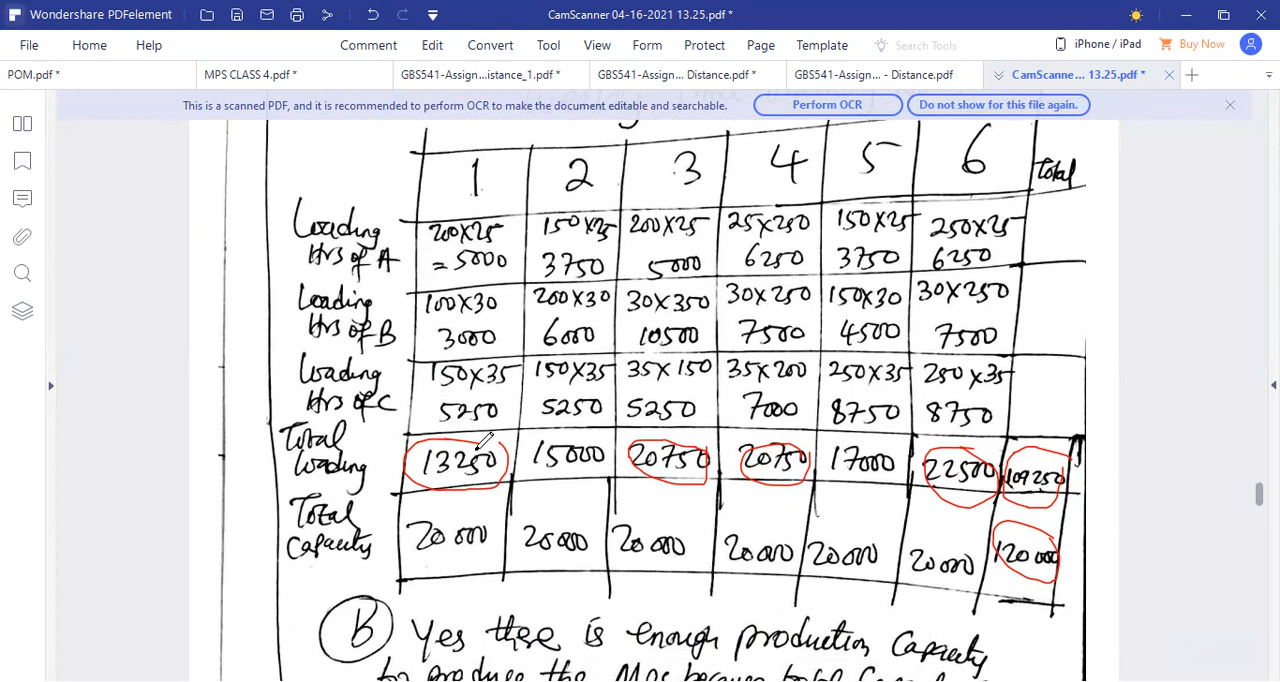 Wondershare PDFelement
CamScanner 04-16-2021 13.25.pdf *
File Home Help Comment Edit Convert Tool View Form Protect Page Template Search Tools iPhone / iPad Buy Now
POM.pdf * MPS CLASS 4.pdf * GBS541-Assign...istance_1.pdf * GBS541-Assign... Distance.pdf * GBS541-Assign... - Distance.pdf CamScanne... 13.25.pdf *
This is a scanned PDF, and it is recommended to perform OCR to make the document editable and searchable. Perform OCR Do not show for this file again.
1 2 3 4 5 6 Total
Loading 200X25 150X25 200X25 25X250 150X25 250X25
Hrs of A =5000 3750 5000 6250 3750 6250
Loading 100X30 200X30 30X350 30X250 150X30 30X250
Hrs of B 3000 6000 10500 7500 4500 7500
Loading 150X35 150X35 35X150 35X200 250X35 250X35
Hrs of C 5250 5250 5250 7000 8750 8750
Total
Loading 13250 15000 20750 20750 17000 22500 109250
Total
Capacity 20000 20000 20000 20000 20000 20000 120000
B Yes there is enough production Capacity
to produce the MPS because total Capacity